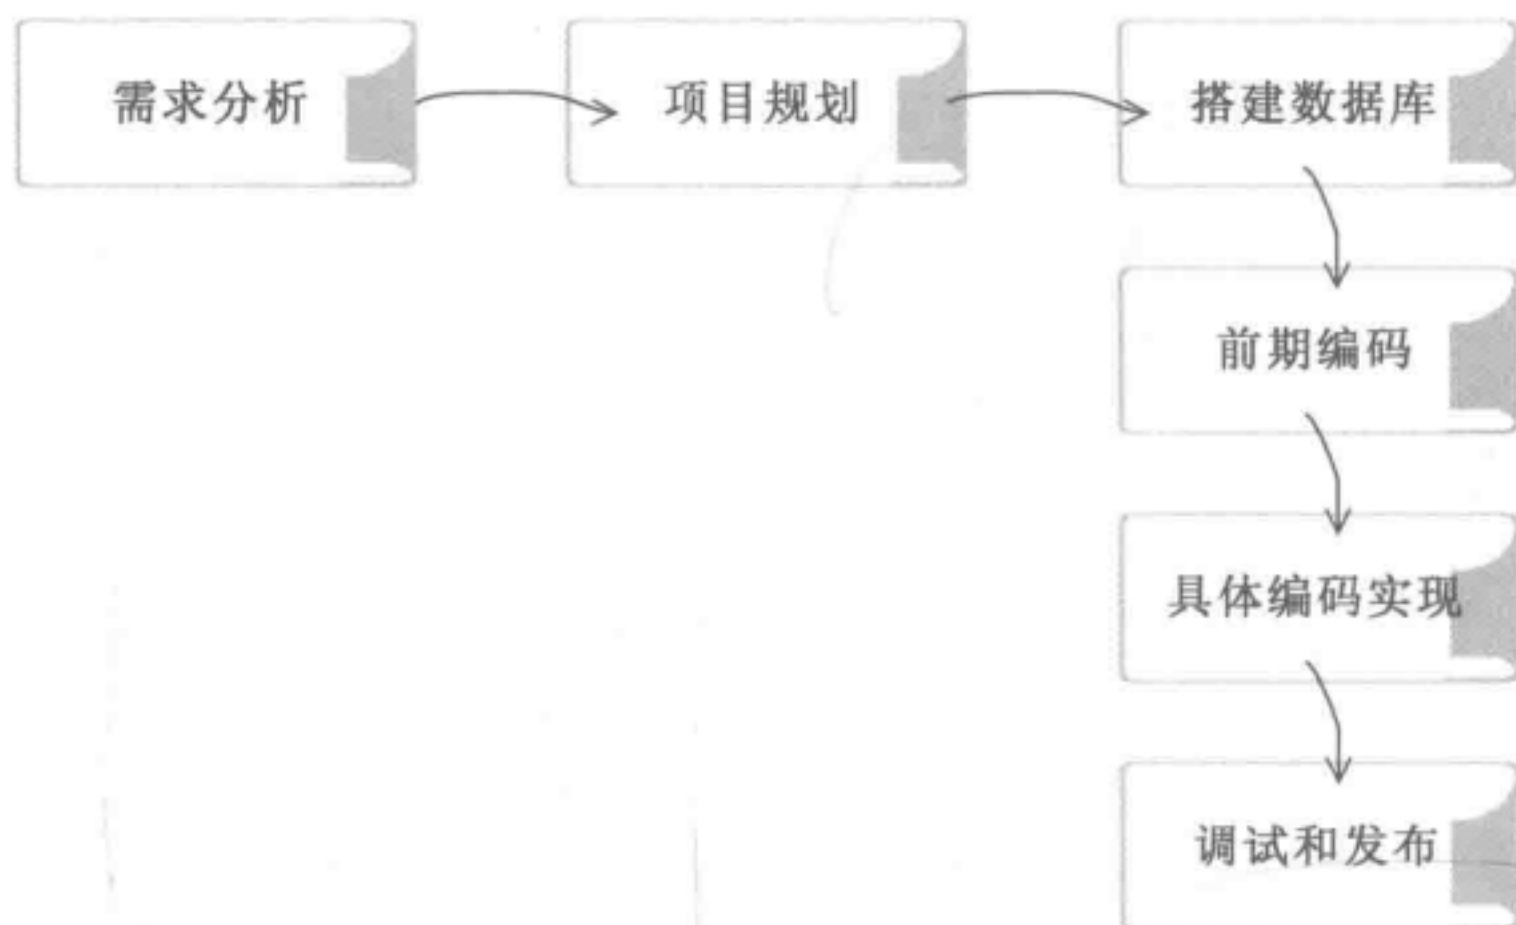 需求分析
项目规划
搭建数据库
前期编码
具体编码实现
调试和发布